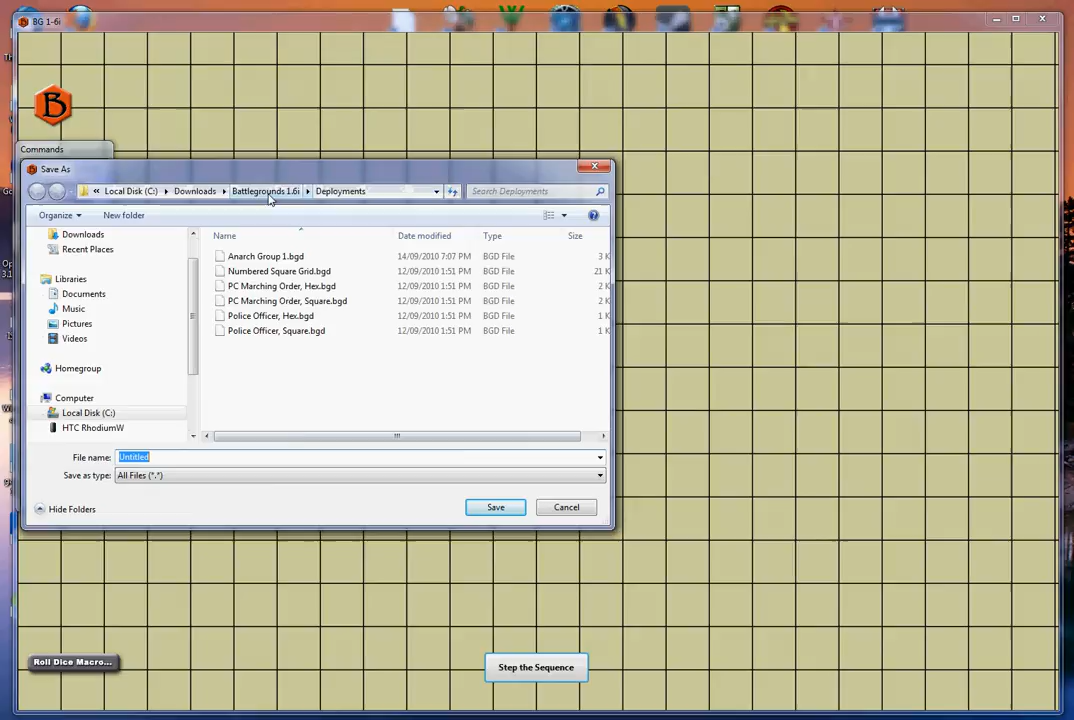 BG 1-6i
B
Commands
Save As
« Local Disk (C:) Downloads Battlegrounds 1.6i Deployments Search Deployments
Organize New folder
Name Date modified Type Size
Downloads
Recent Places
Libraries
Documents
Music
Pictures
Videos
Homegroup
Computer
Local Disk (C:)
HTC RhodiumW
Anarch Group 1.bgd 14/09/2010 7:07 PM BGD File 3 K
Numbered Square Grid.bgd 12/09/2010 1:51 PM BGD File 21 K
PC Marching Order, Hex.bgd 12/09/2010 1:51 PM BGD File 2 K
PC Marching Order, Square.bgd 12/09/2010 1:51 PM BGD File 2 K
Police Officer, Hex.bgd 12/09/2010 1:51 PM BGD File 1 K
Police Officer, Square.bgd 12/09/2010 1:51 PM BGD File 1 K
File name: Untitled
Save as type: All Files (*.*)
Hide Folders Save Cancel
Roll Dice Macro...
Step the Sequence